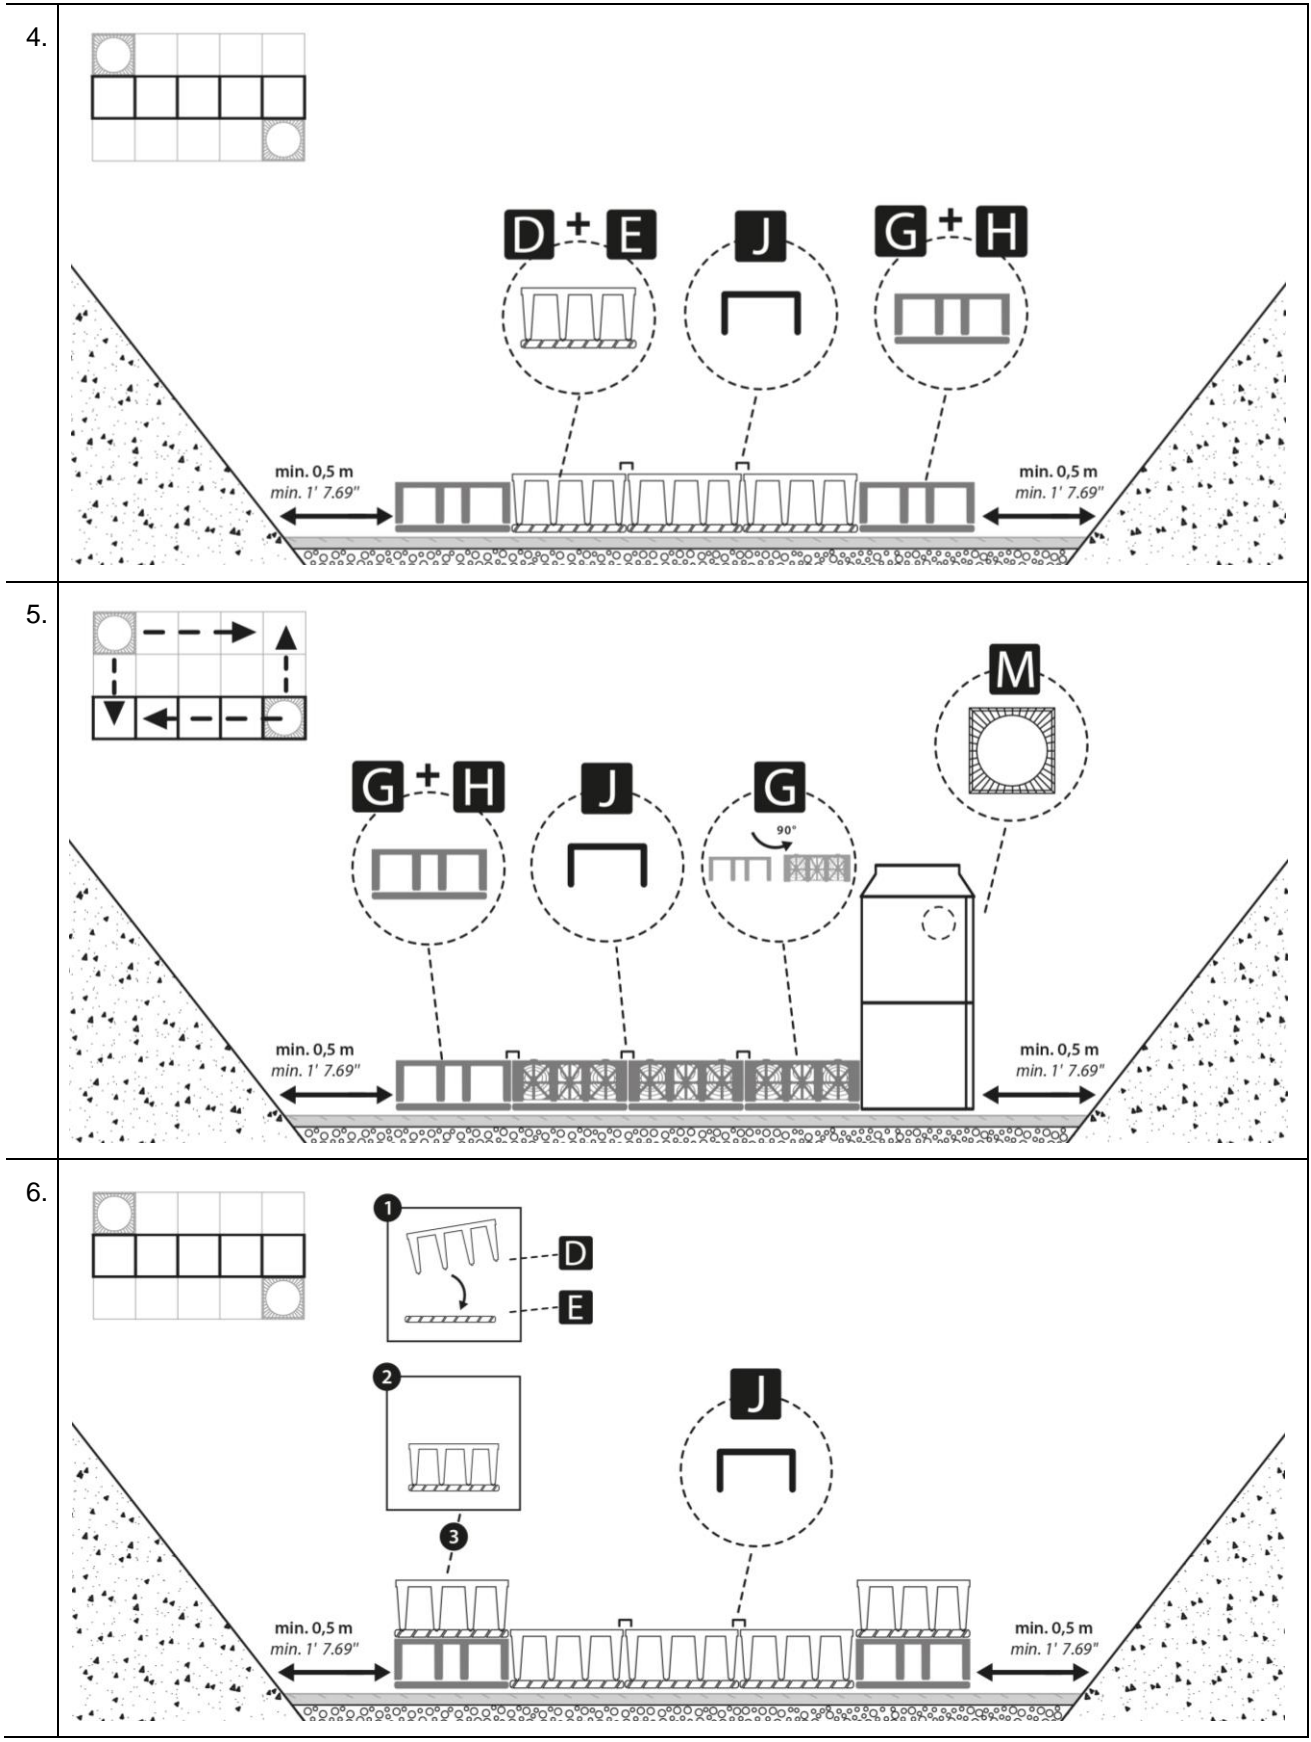 4.
D + E
J
G + H
min. 0,5 m
min. 1' 7.69"
min. 0,5 m
min. 1' 7.69"
5.
M
G + H
J
G
90°
min. 0,5 m
min. 1' 7.69"
min. 0,5 m
min. 1' 7.69"
6.
1
D
E
2
J
3
min. 0,5 m
min. 1' 7.69"
min. 0,5 m
min. 1' 7.69"